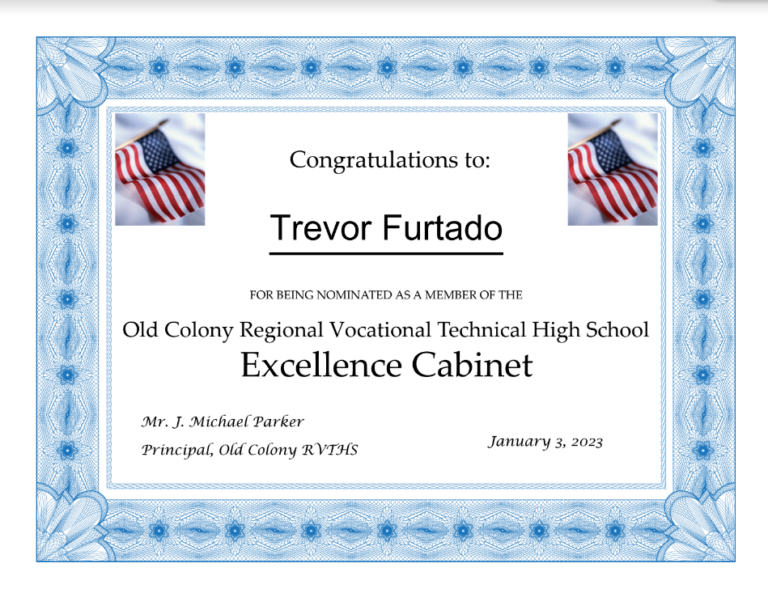 Congratulations to:
Trevor Furtado
FOR BEING NOMINATED AS A MEMBER OF THE
Old Colony Regional Vocational Technical High School
Excellence Cabinet
Mr. J. Michael Parker
Principal, Old Colony RVTHS
January 3, 2023